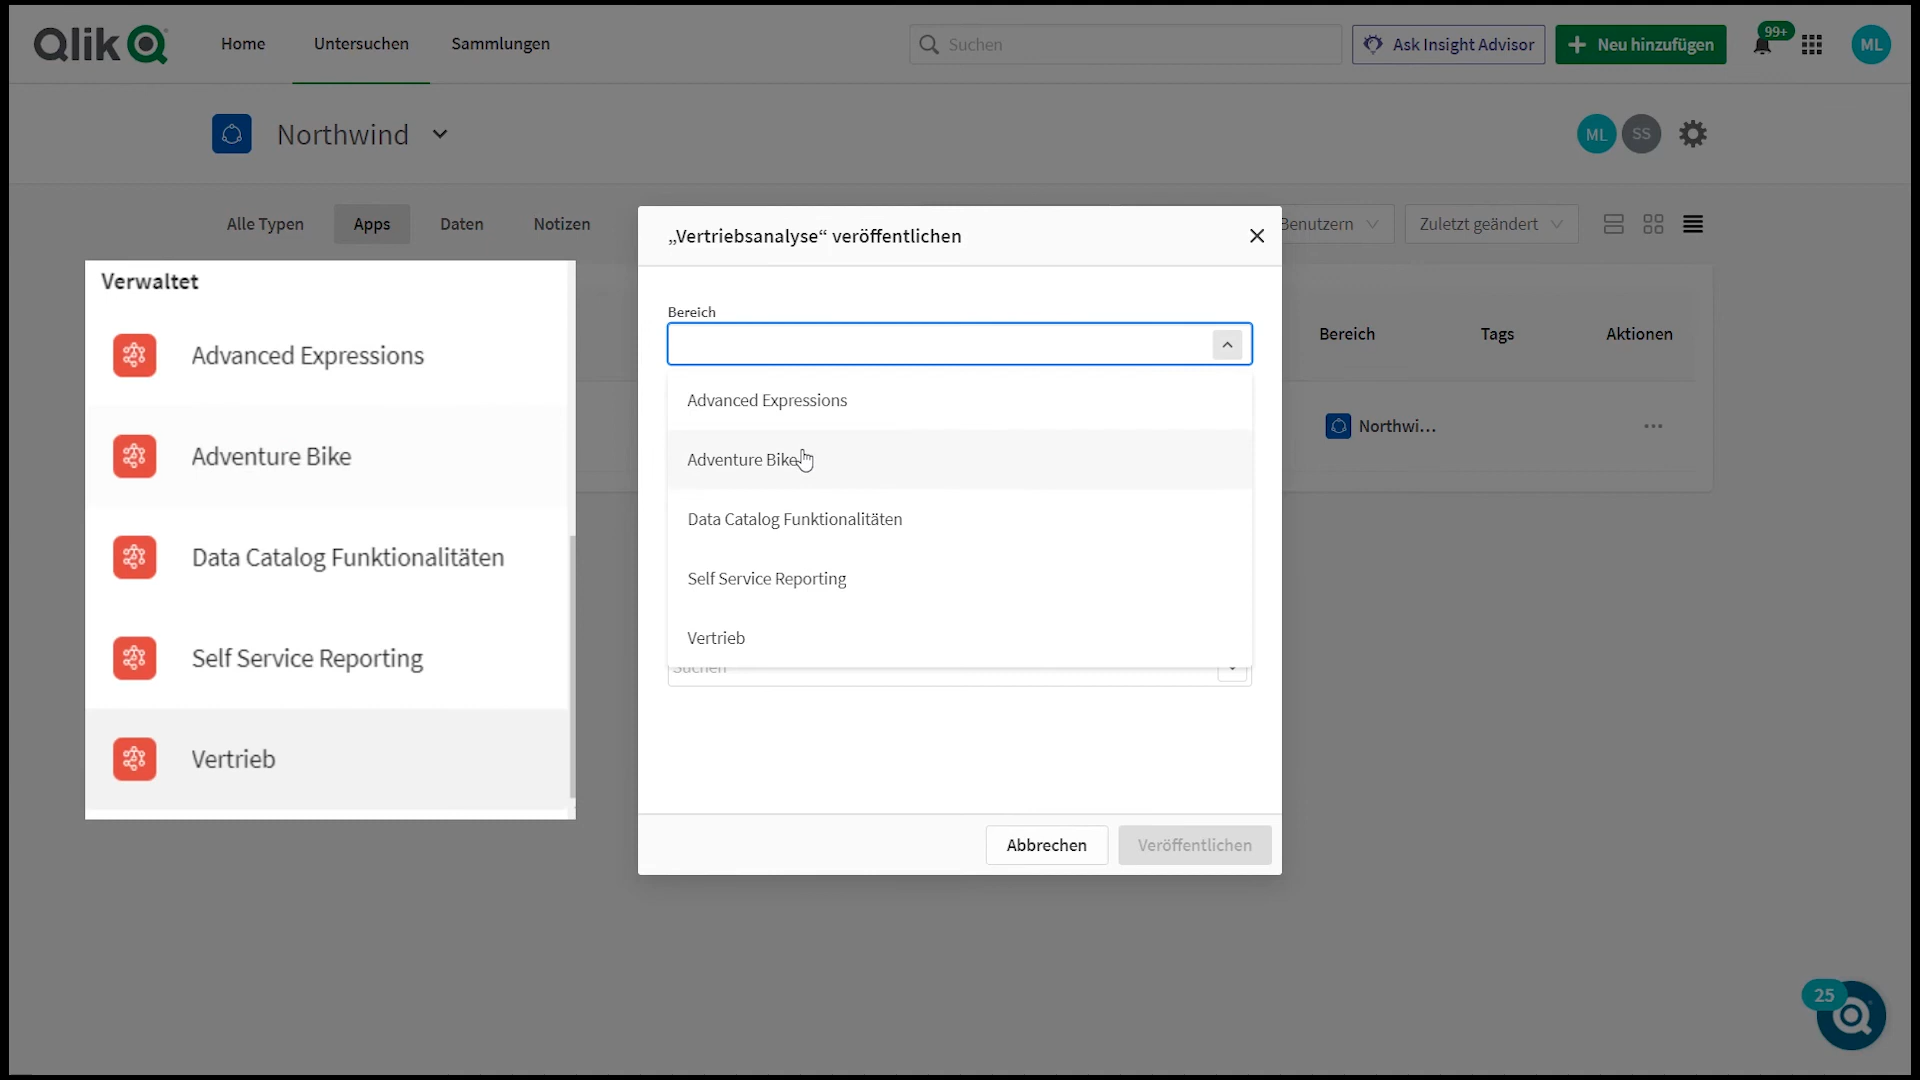 Qlik
Home
Untersuchen
Sammlungen
Suchen
Ask Insight Advisor
Neu hinzufügen
99+
ML
Northwind
ML
SS
Alle Typen
Apps
Daten
Notizen
Benutzern
Zuletzt geändert
„Vertriebsanalyse“ veröffentlichen
Bereich
Advanced Expressions
Adventure Bike
Data Catalog Funktionalitäten
Self Service Reporting
Vertrieb
Suchen
Abbrechen
Veröffentlichen
Verwaltet
Advanced Expressions
Adventure Bike
Data Catalog Funktionalitäten
Self Service Reporting
Vertrieb
Bereich
Tags
Aktionen
Northwi...
25